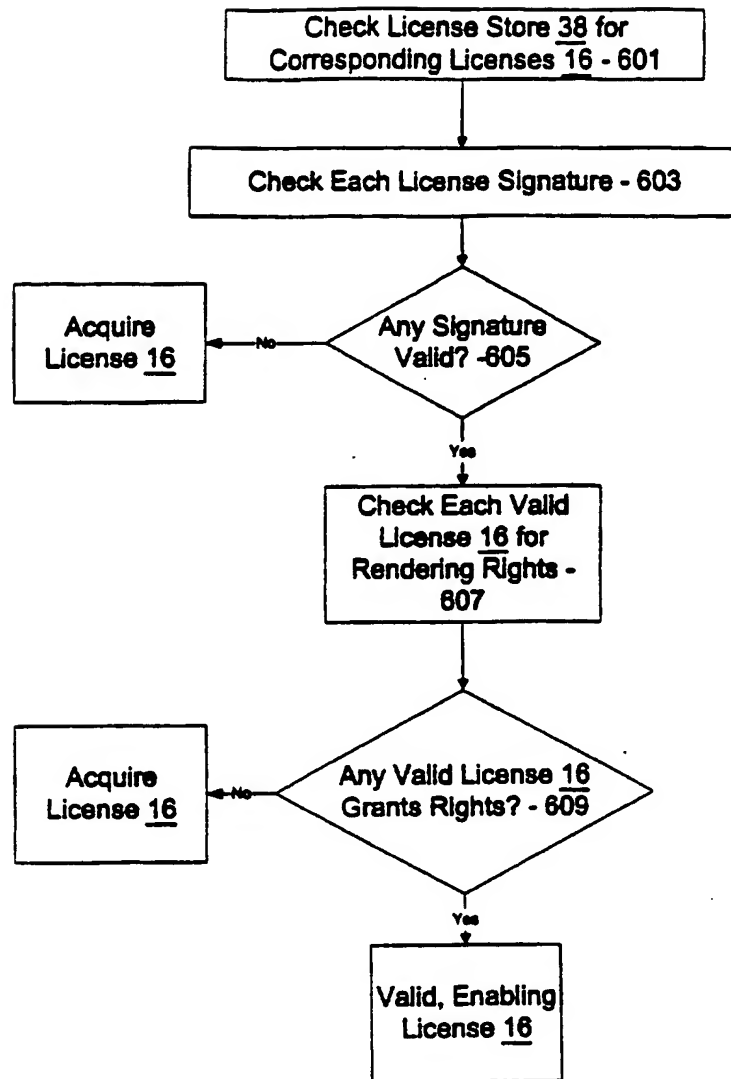 Check License Store 38 for
Corresponding Licenses 16 - 601
Check Each License Signature - 603
Any Signature
Valid? -605
No
Acquire
License 16
Yes
Check Each Valid
License 16 for
Rendering Rights -
607
Any Valid License 16
Grants Rights? - 609
No
Acquire
License 16
Yes
Valid, Enabling
License 16